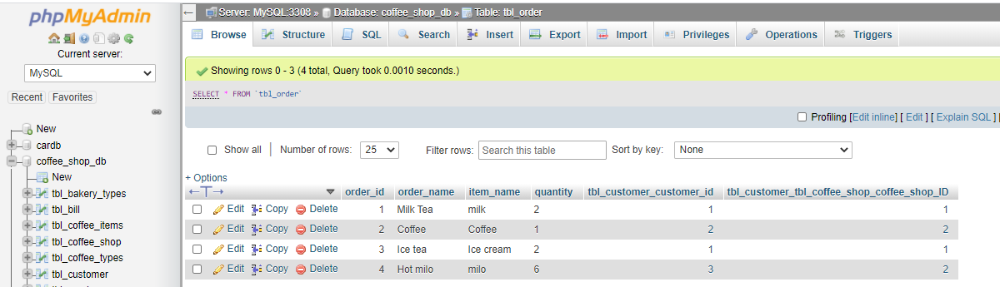 phpMyAdmin
Current server:
MySQL
Recent Favorites
New
cardb
coffee_shop_db
New
tbl_bakery_types
tbl_bill
tbl_coffee_items
tbl_coffee_shop
tbl_coffee_types
tbl_customer
Server: MySQL:3308 » Database: coffee_shop_db » Table: tbl_order
Browse Structure SQL Search Insert Export Import Privileges Operations Triggers
Showing rows 0 - 3 (4 total, Query took 0.0010 seconds.)
SELECT * FROM `tbl_order`
Profiling [Edit inline] [ Edit ] [ Explain SQL ] [
Show all | Number of rows: 25 Filter rows: Search this table Sort by key: None
+ Options
←T→ order_id order_name item_name quantity tbl_customer_customer_id tbl_customer_tbl_coffee_shop_coffee_shop_ID
Edit Copy Delete 1 Milk Tea milk 2 1 1
Edit Copy Delete 2 Coffee Coffee 1 2 2
Edit Copy Delete 3 Ice tea Ice cream 2 1 1
Edit Copy Delete 4 Hot milo milo 6 3 2